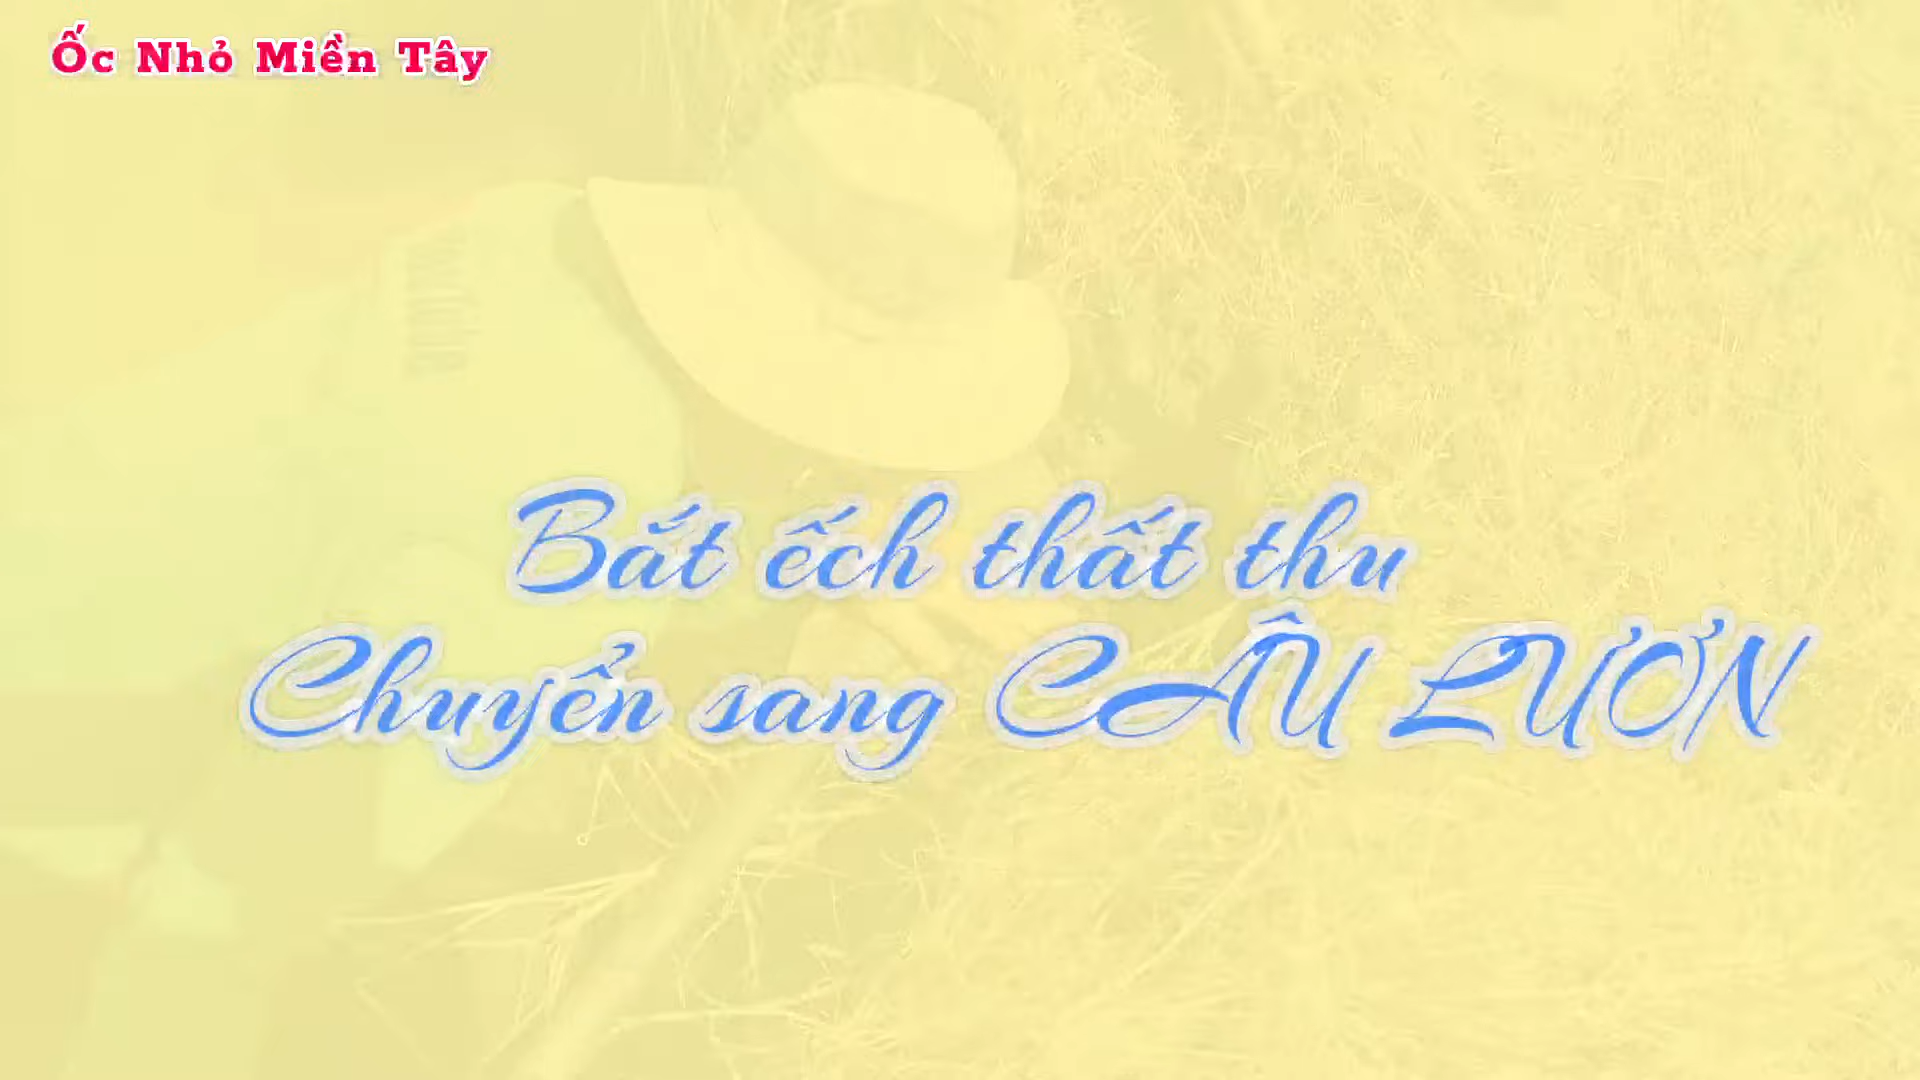 Ốc Nhỏ Miền Tây
Bắt ếch thất thu
Chuyển sang CÂU LƯƠN